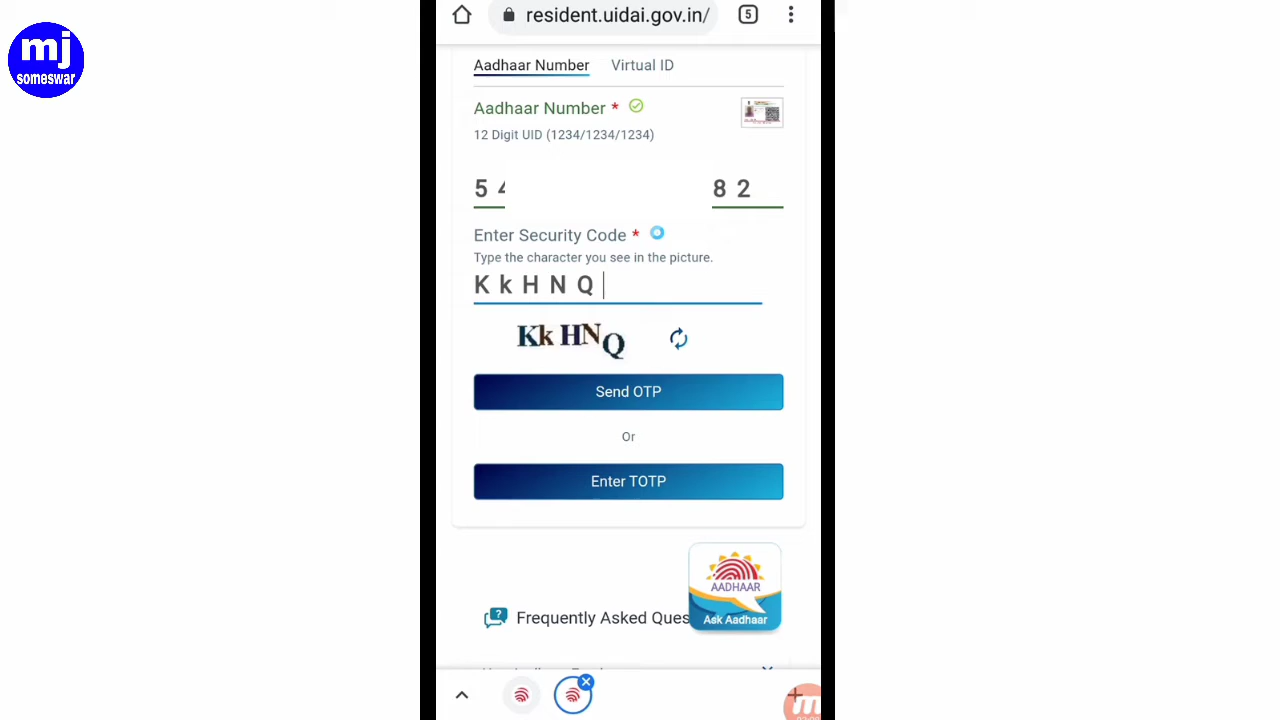 mj
someswar
resident.uidai.gov.in/
5
Aadhaar Number Virtual ID
Aadhaar Number *
12 Digit UID (1234/1234/1234)
5 4 8 2
Enter Security Code *
Type the character you see in the picture.
K k H N Q
KkHNQ
Send OTP
Or
Enter TOTP
AADHAAR
Ask Aadhaar
Frequently Asked Ques